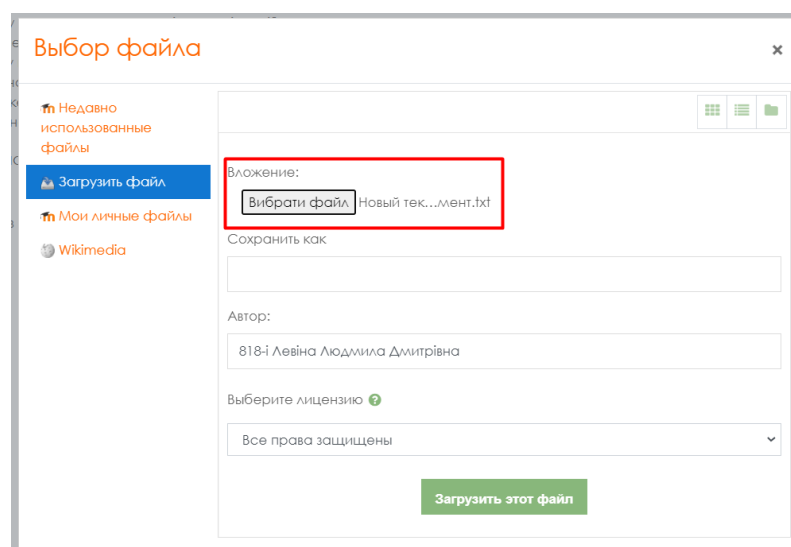 Выбор файла
×
Недавно
использованные
файлы
Загрузить файл
Мои личные файлы
Wikimedia
Вложение:
Вибрати файл Новый тек...мент.txt
Сохранить как
Автор:
818-і Левіна Людмила Дмитрівна
Выберите лицензию
Все права защищены
Загрузить этот файл